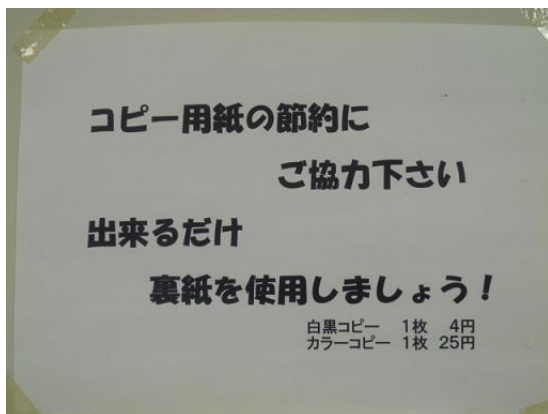 コピー用紙の節約に
ご協力下さい
出来るだけ
裏紙を使用しましょう！
白黒コピー 1枚 4円
カラーコピー 1枚 25円